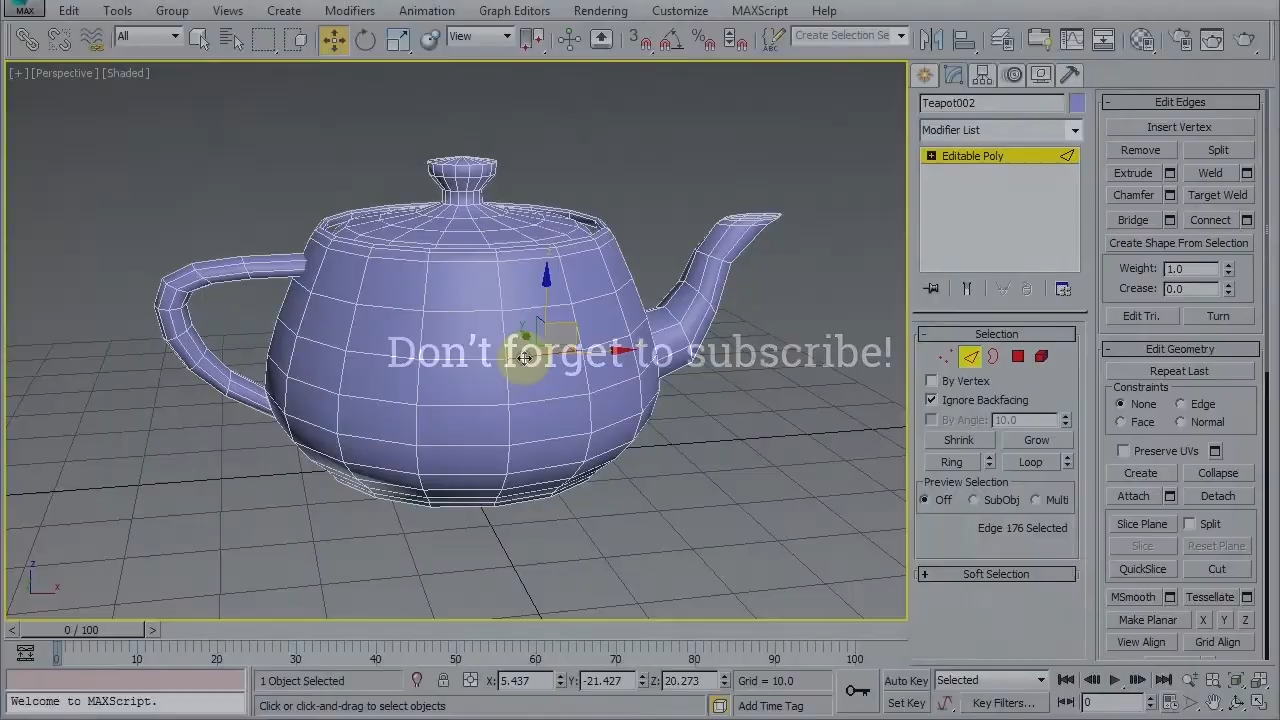 MAX
Edit Tools Group Views Create Modifiers Animation Graph Editors Rendering Customize MAXScript Help
All
View
3
Create Selection Se
[+] [Perspective] [Shaded]
Don't forget to subscribe!
z
x
Teapot002
Modifier List
Editable Poly
Selection
By Vertex
Ignore Backfacing
By Angle: 10.0
Shrink Grow
Ring Loop
Preview Selection
Off SubObj Multi
Edge 176 Selected
Soft Selection
Edit Edges
Insert Vertex
Remove Split
Extrude Weld
Chamfer Target Weld
Bridge Connect
Create Shape From Selection
Weight: 1.0
Crease: 0.0
Edit Tri. Turn
Edit Geometry
Repeat Last
Constraints
None Edge
Face Normal
Preserve UVs
Create Collapse
Attach Detach
Slice Plane Split
Slice Reset Plane
QuickSlice Cut
MSmooth Tessellate
Make Planar X Y Z
View Align Grid Align
< 0 / 100 >
0 10 20 30 40 50 60 70 80 90 100
1 Object Selected X: 5.437 Y: -21.427 Z: 20.273 Grid = 10.0 Auto Key Selected
Welcome to MAXScript. Click or click-and-drag to select objects Add Time Tag Set Key Key Filters... 0